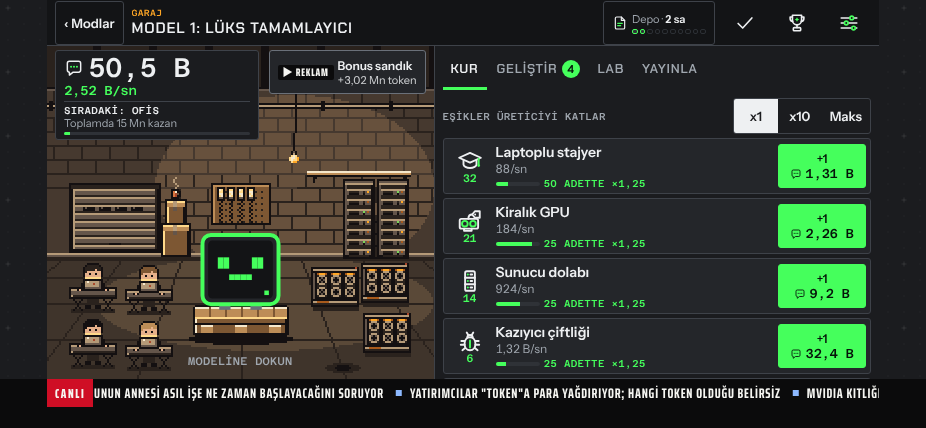 ‹ Modlar
GARAJ
MODEL 1: LÜKS TAMAMLAYICI
Depo · 2 sa
50,5 B
2,52 B/sn
SIRADAKİ: OFİS
Toplamda 15 Mn kazan
REKLAM
Bonus sandık
+3,02 Mn token
MODELİNE DOKUN
KUR
GELİŞTİR 4
LAB
YAYINLA
EŞİKLER ÜRETİCİYİ KATLAR
x1
x10
Maks
32
Laptoplu stajyer
88/sn
50 ADETTE ×1,25
+1
1,31 B
21
Kiralık GPU
184/sn
25 ADETTE ×1,25
+1
2,26 B
14
Sunucu dolabı
924/sn
25 ADETTE ×1,25
+1
9,2 B
6
Kazıyıcı çiftliği
1,32 B/sn
25 ADETTE ×1,25
+1
32,4 B
CANLI
UNUN ANNESİ ASIL İŞE NE ZAMAN BAŞLAYACAĞINI SORUYOR ■ YATIRIMCILAR "TOKEN"A PARA YAĞDIRIYOR; HANGİ TOKEN OLDUĞU BELİRSİZ ■ MVIDIA KITLIĞI